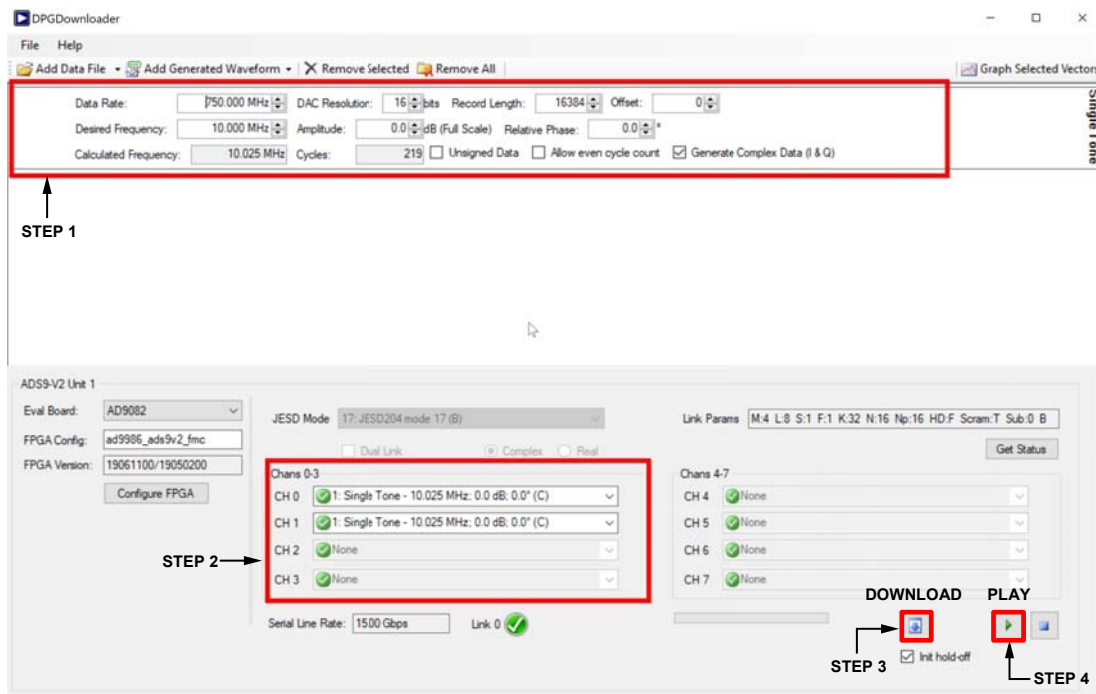 DPGDownloader
File Help
Add Data File Add Generated Waveform Remove Selected Remove All Graph Selected Vectors
Data Rate: 750.000 MHz DAC Resolution: 16 bits Record Length: 16384 Offset: 0
Desired Frequency: 10.000 MHz Amplitude: 0.0 dB (Full Scale) Relative Phase: 0.0 °
Calculated Frequency: 10.025 MHz Cycles: 219 Unsigned Data Allow even cycle count Generate Complex Data (I & Q)
Single Tone
STEP 1
ADS9-V2 Unit 1
Eval Board: AD9082
FPGA Config: ad9986_ads9v2_fmc
FPGA Version: 19061100/19050200
Configure FPGA
JESD Mode 17: JESD204 mode 17 (B)
Dual Link Complex Real
Link Params M:4 L:8 S:1 F:1 K:32 N:16 Np:16 HD:F Scram:T Sub:0 B
Get Status
Chans 0-3
CH 0 1: Single Tone - 10.025 MHz; 0.0 dB; 0.0° (C)
CH 1 1: Single Tone - 10.025 MHz; 0.0 dB; 0.0° (C)
CH 2 None
CH 3 None
STEP 2
Chans 4-7
CH 4 None
CH 5 None
CH 6 None
CH 7 None
Serial Line Rate: 1500 Gbps Link 0
DOWNLOAD PLAY
Init hold-off
STEP 3
STEP 4